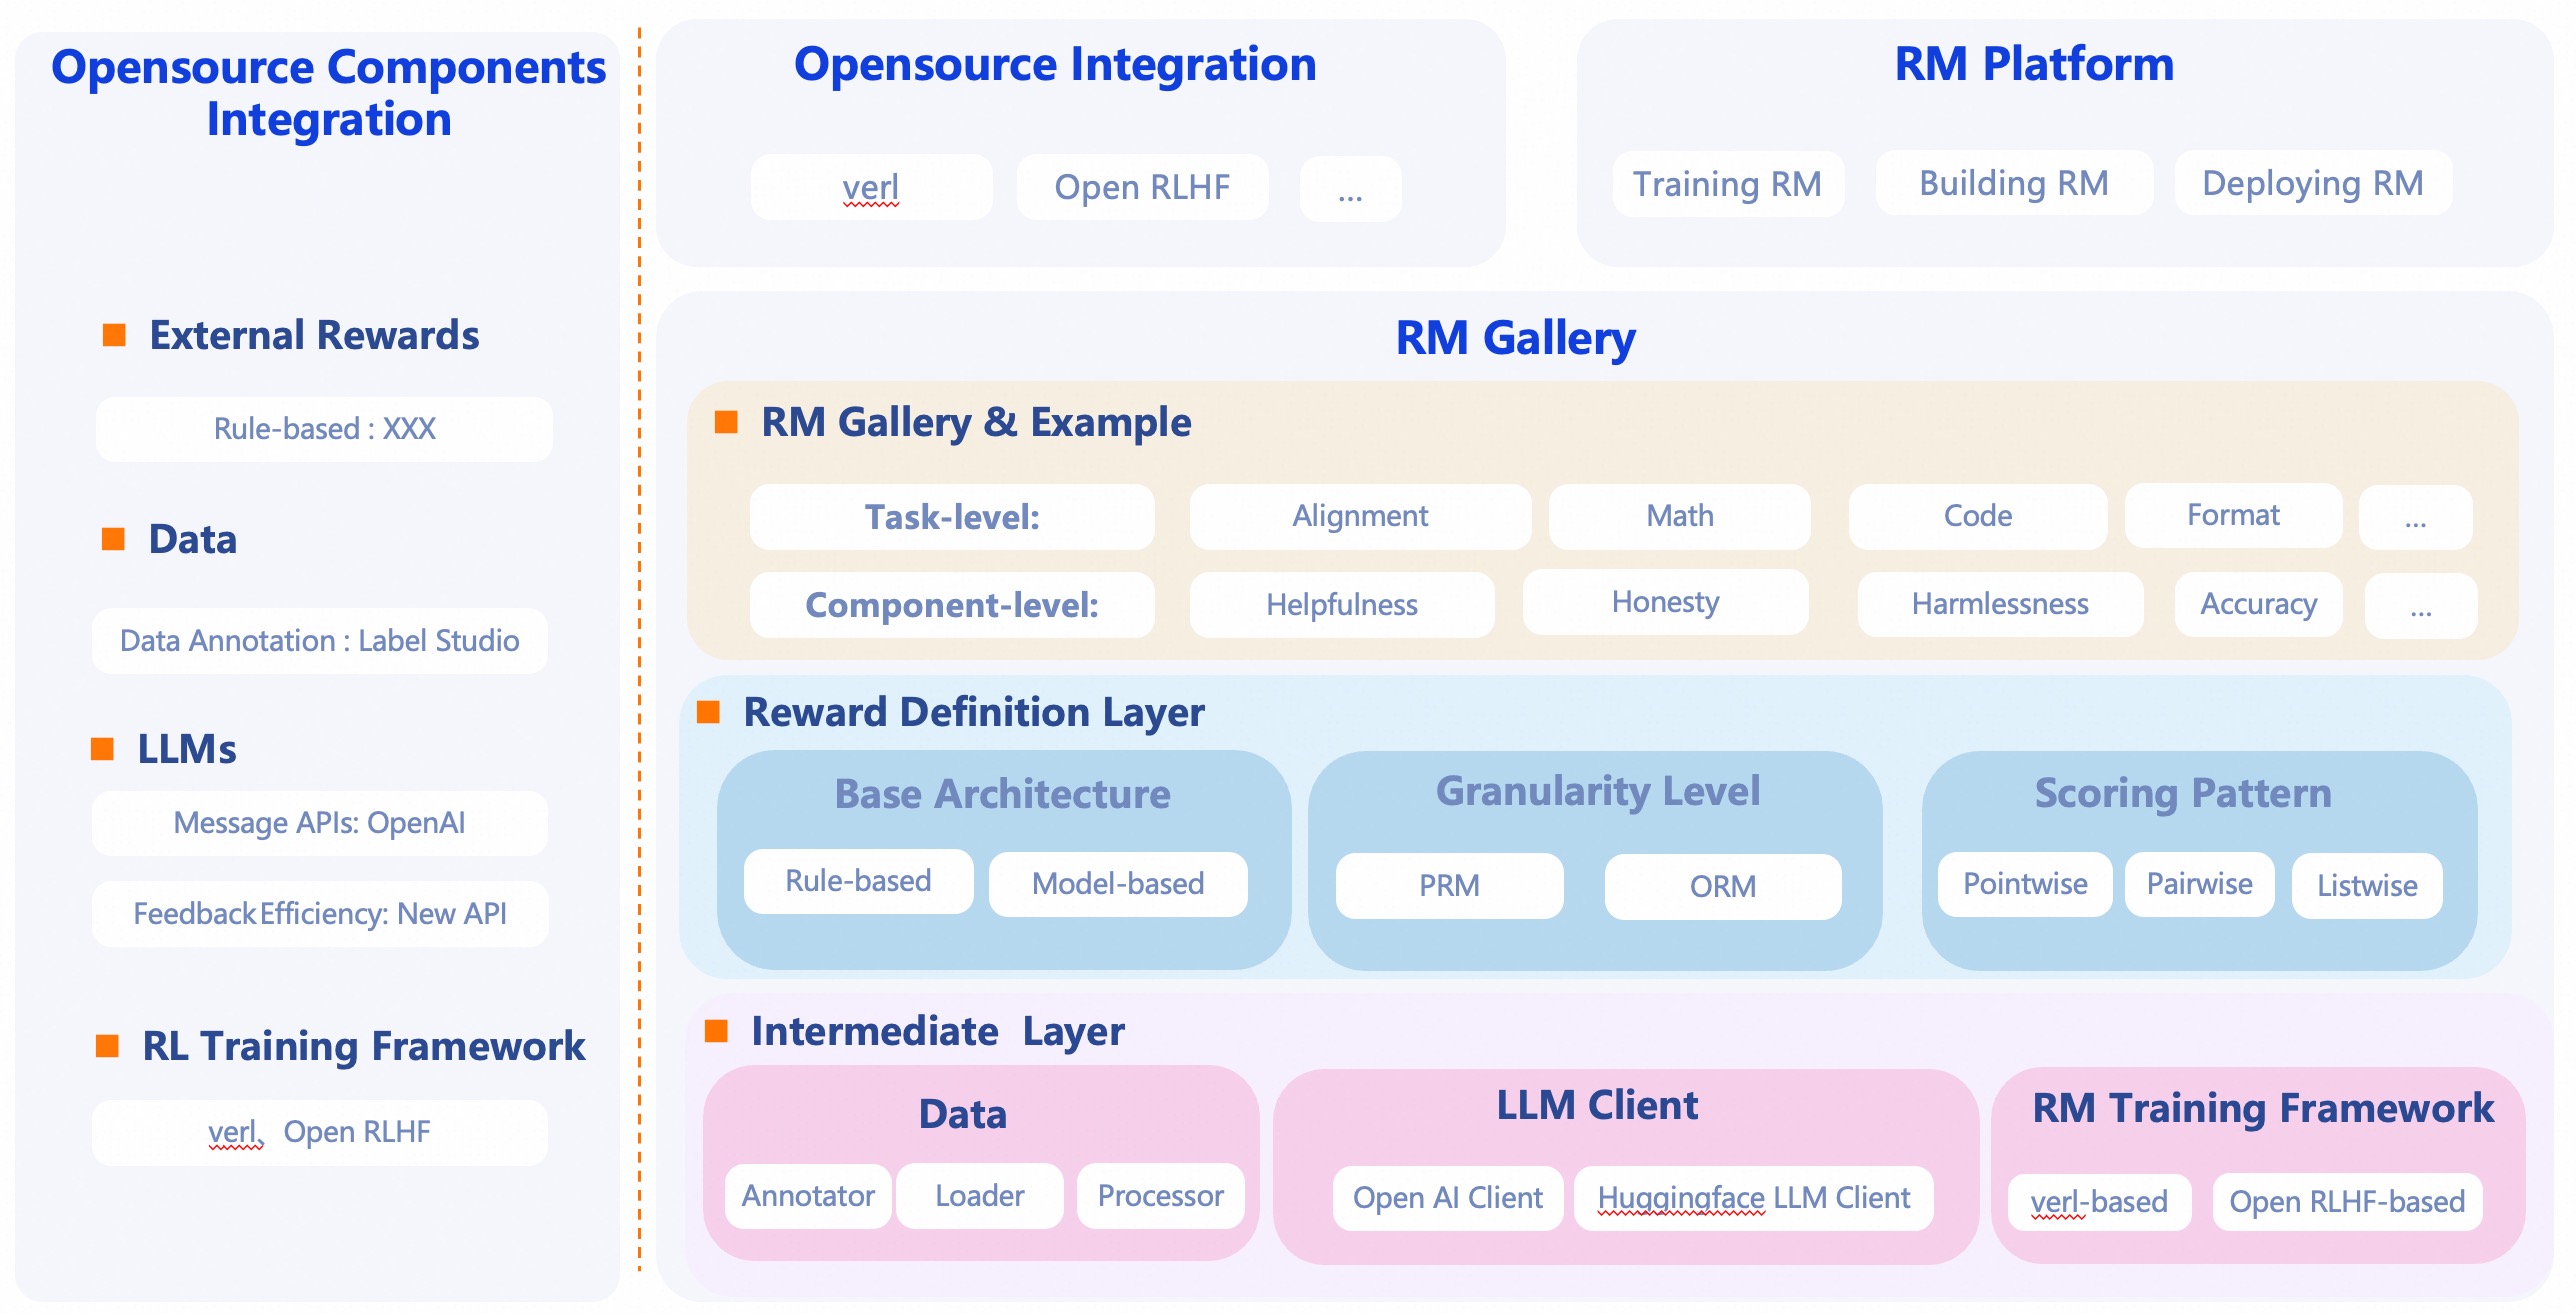 Opensource Components
Integration
External Rewards
Rule-based : XXX
Data
Data Annotation : Label Studio
LLMs
Message APIs: OpenAI
Feedback Efficiency: New API
RL Training Framework
verl、 Open RLHF
Opensource Integration
verl
Open RLHF
...
RM Platform
Training RM
Building RM
Deploying RM
RM Gallery
RM Gallery & Example
Task-level:
Alignment
Math
Code
Format
...
Component-level:
Helpfulness
Honesty
Harmlessness
Accuracy
...
Reward Definition Layer
Base Architecture
Rule-based
Model-based
Granularity Level
PRM
ORM
Scoring Pattern
Pointwise
Pairwise
Listwise
Intermediate Layer
Data
Annotator
Loader
Processor
LLM Client
Open AI Client
Huggingface LLM Client
RM Training Framework
verl-based
Open RLHF-based